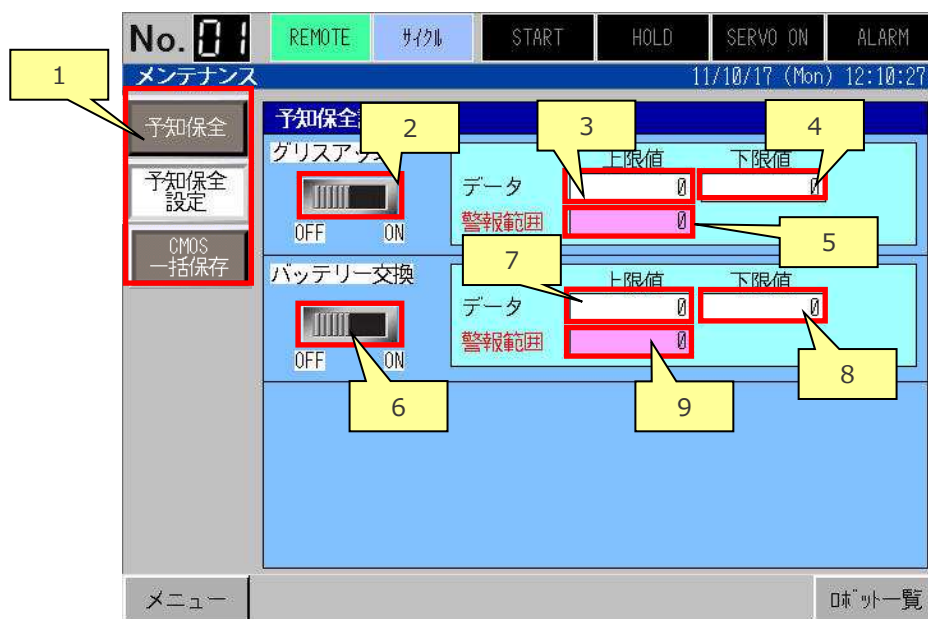 No. 01 REMOTE サイクル START HOLD SERVO ON ALARM
メンテナンス 11/10/17 (Mon) 12:10:27
1
予知保全
予知保全
設定
CMOS
一括保存
予知保全
グリスアッ
2
OFF ON
3
4
上限値 下限値
データ 0 0
警報範囲 0
5
バッテリー交換
6
OFF ON
7
上限値 下限値
データ 0 0
警報範囲 0
8
9
メニュー ロボット一覧